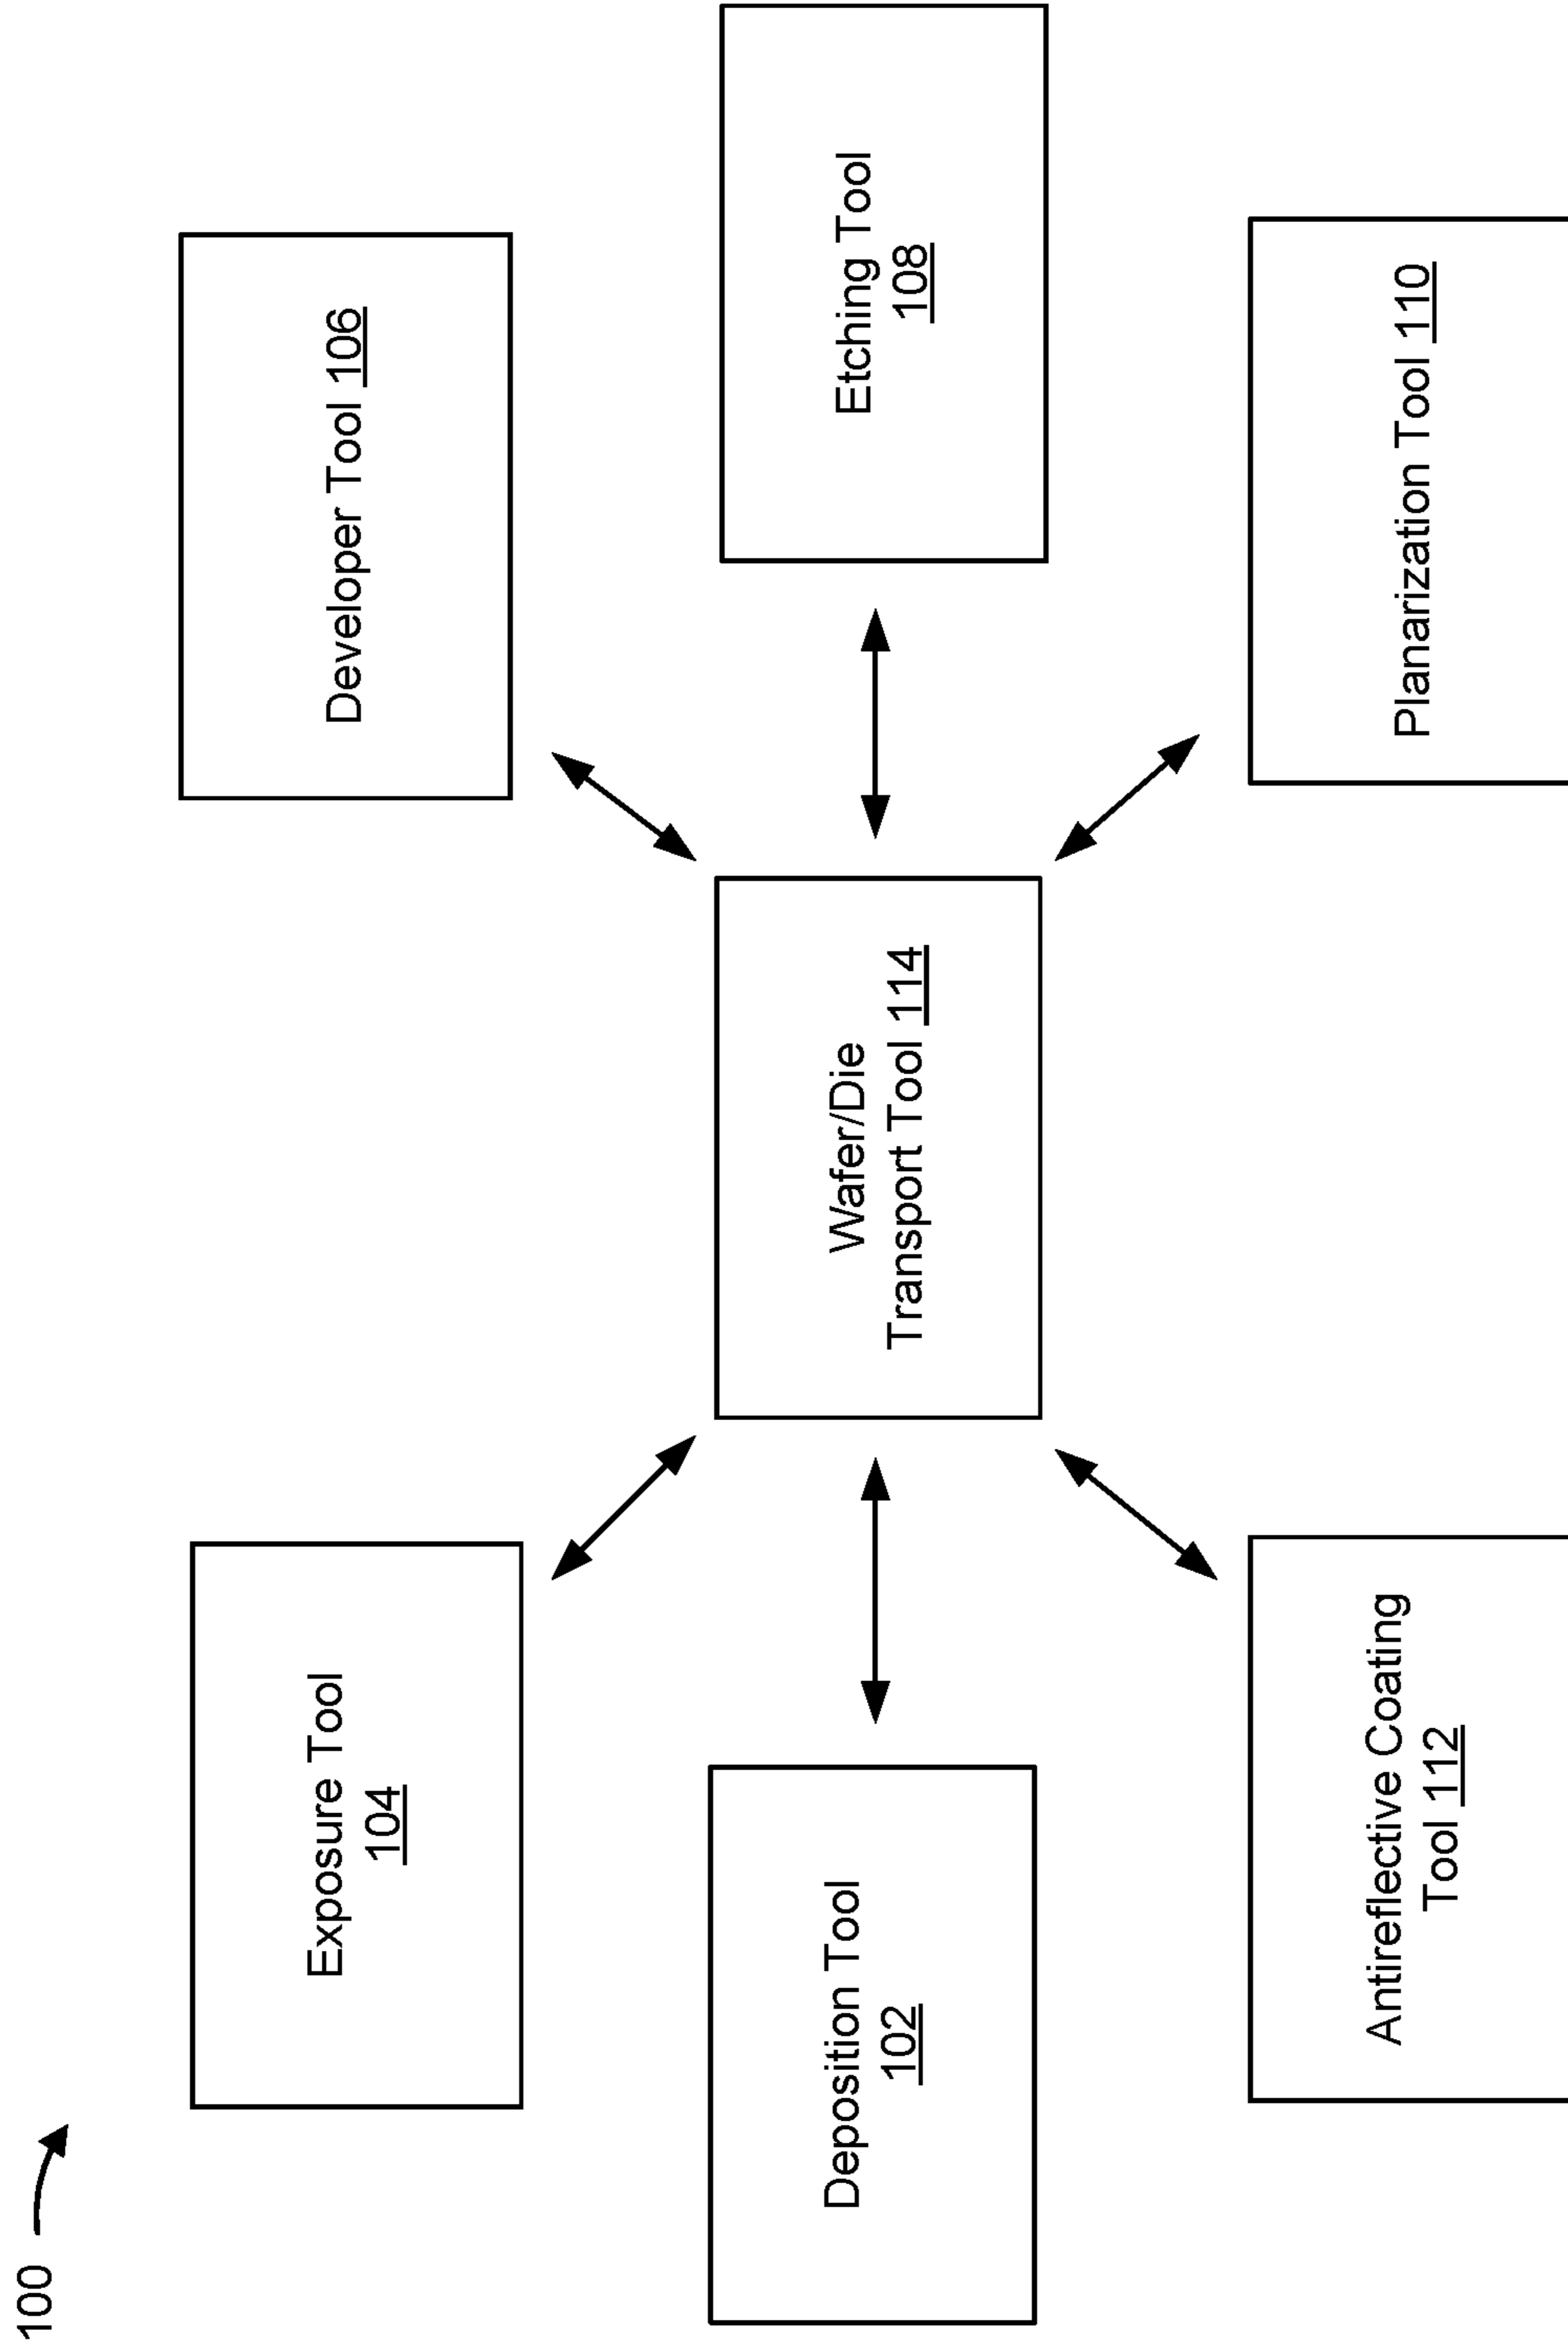 100
Exposure Tool
104
Developer Tool 106
Deposition Tool
102
Wafer/Die
Transport Tool 114
Etching Tool
108
Antireflective Coating
Tool 112
Planarization Tool 110